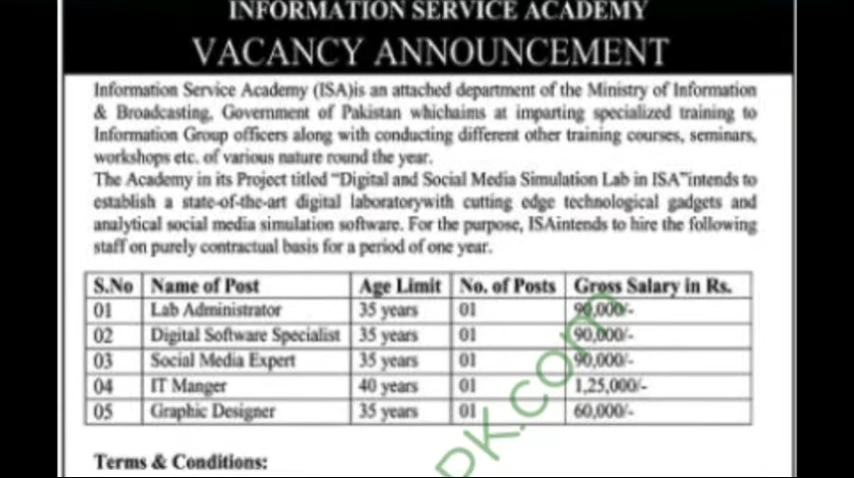 INFORMATION SERVICE ACADEMY
VACANCY ANNOUNCEMENT
Information Service Academy (ISA)is an attached department of the Ministry of Information
& Broadcasting, Government of Pakistan whichaims at imparting specialized training to
Information Group officers along with conducting different other training courses, seminars,
workshops etc. of various nature round the year.
The Academy in its Project titled "Digital and Social Media Simulation Lab in ISA"intends to
establish a state-of-the-art digital laboratorywith cutting edge technological gadgets and
analytical social media simulation software. For the purpose, ISAintends to hire the following
staff on purely contractual basis for a period of one year.
S.No Name of Post Age Limit No. of Posts Gross Salary in Rs.
01 Lab Administrator 35 years 01 90,000/-
02 Digital Software Specialist 35 years 01 90,000/-
03 Social Media Expert 35 years 01 90,000/-
04 IT Manger 40 years 01 1,25,000/-
05 Graphic Designer 35 years 01 60,000/-
Terms & Conditions:
PK.com